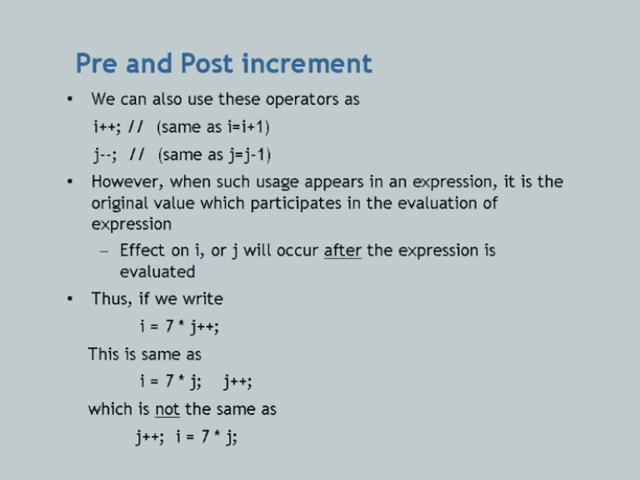 Pre and Post increment
• We can also use these operators as
i++; // (same as i=i+1)
j--; // (same as j=j-1)
• However, when such usage appears in an expression, it is the
original value which participates in the evaluation of
expression
– Effect on i, or j will occur after the expression is
evaluated
• Thus, if we write
i = 7 * j++;
This is same as
i = 7 * j; j++;
which is not the same as
j++; i = 7 * j;